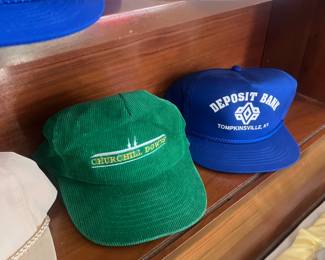 CHURCHILL DOWNS
DEPOSIT BANK
TOMPKINSVILLE, KY.